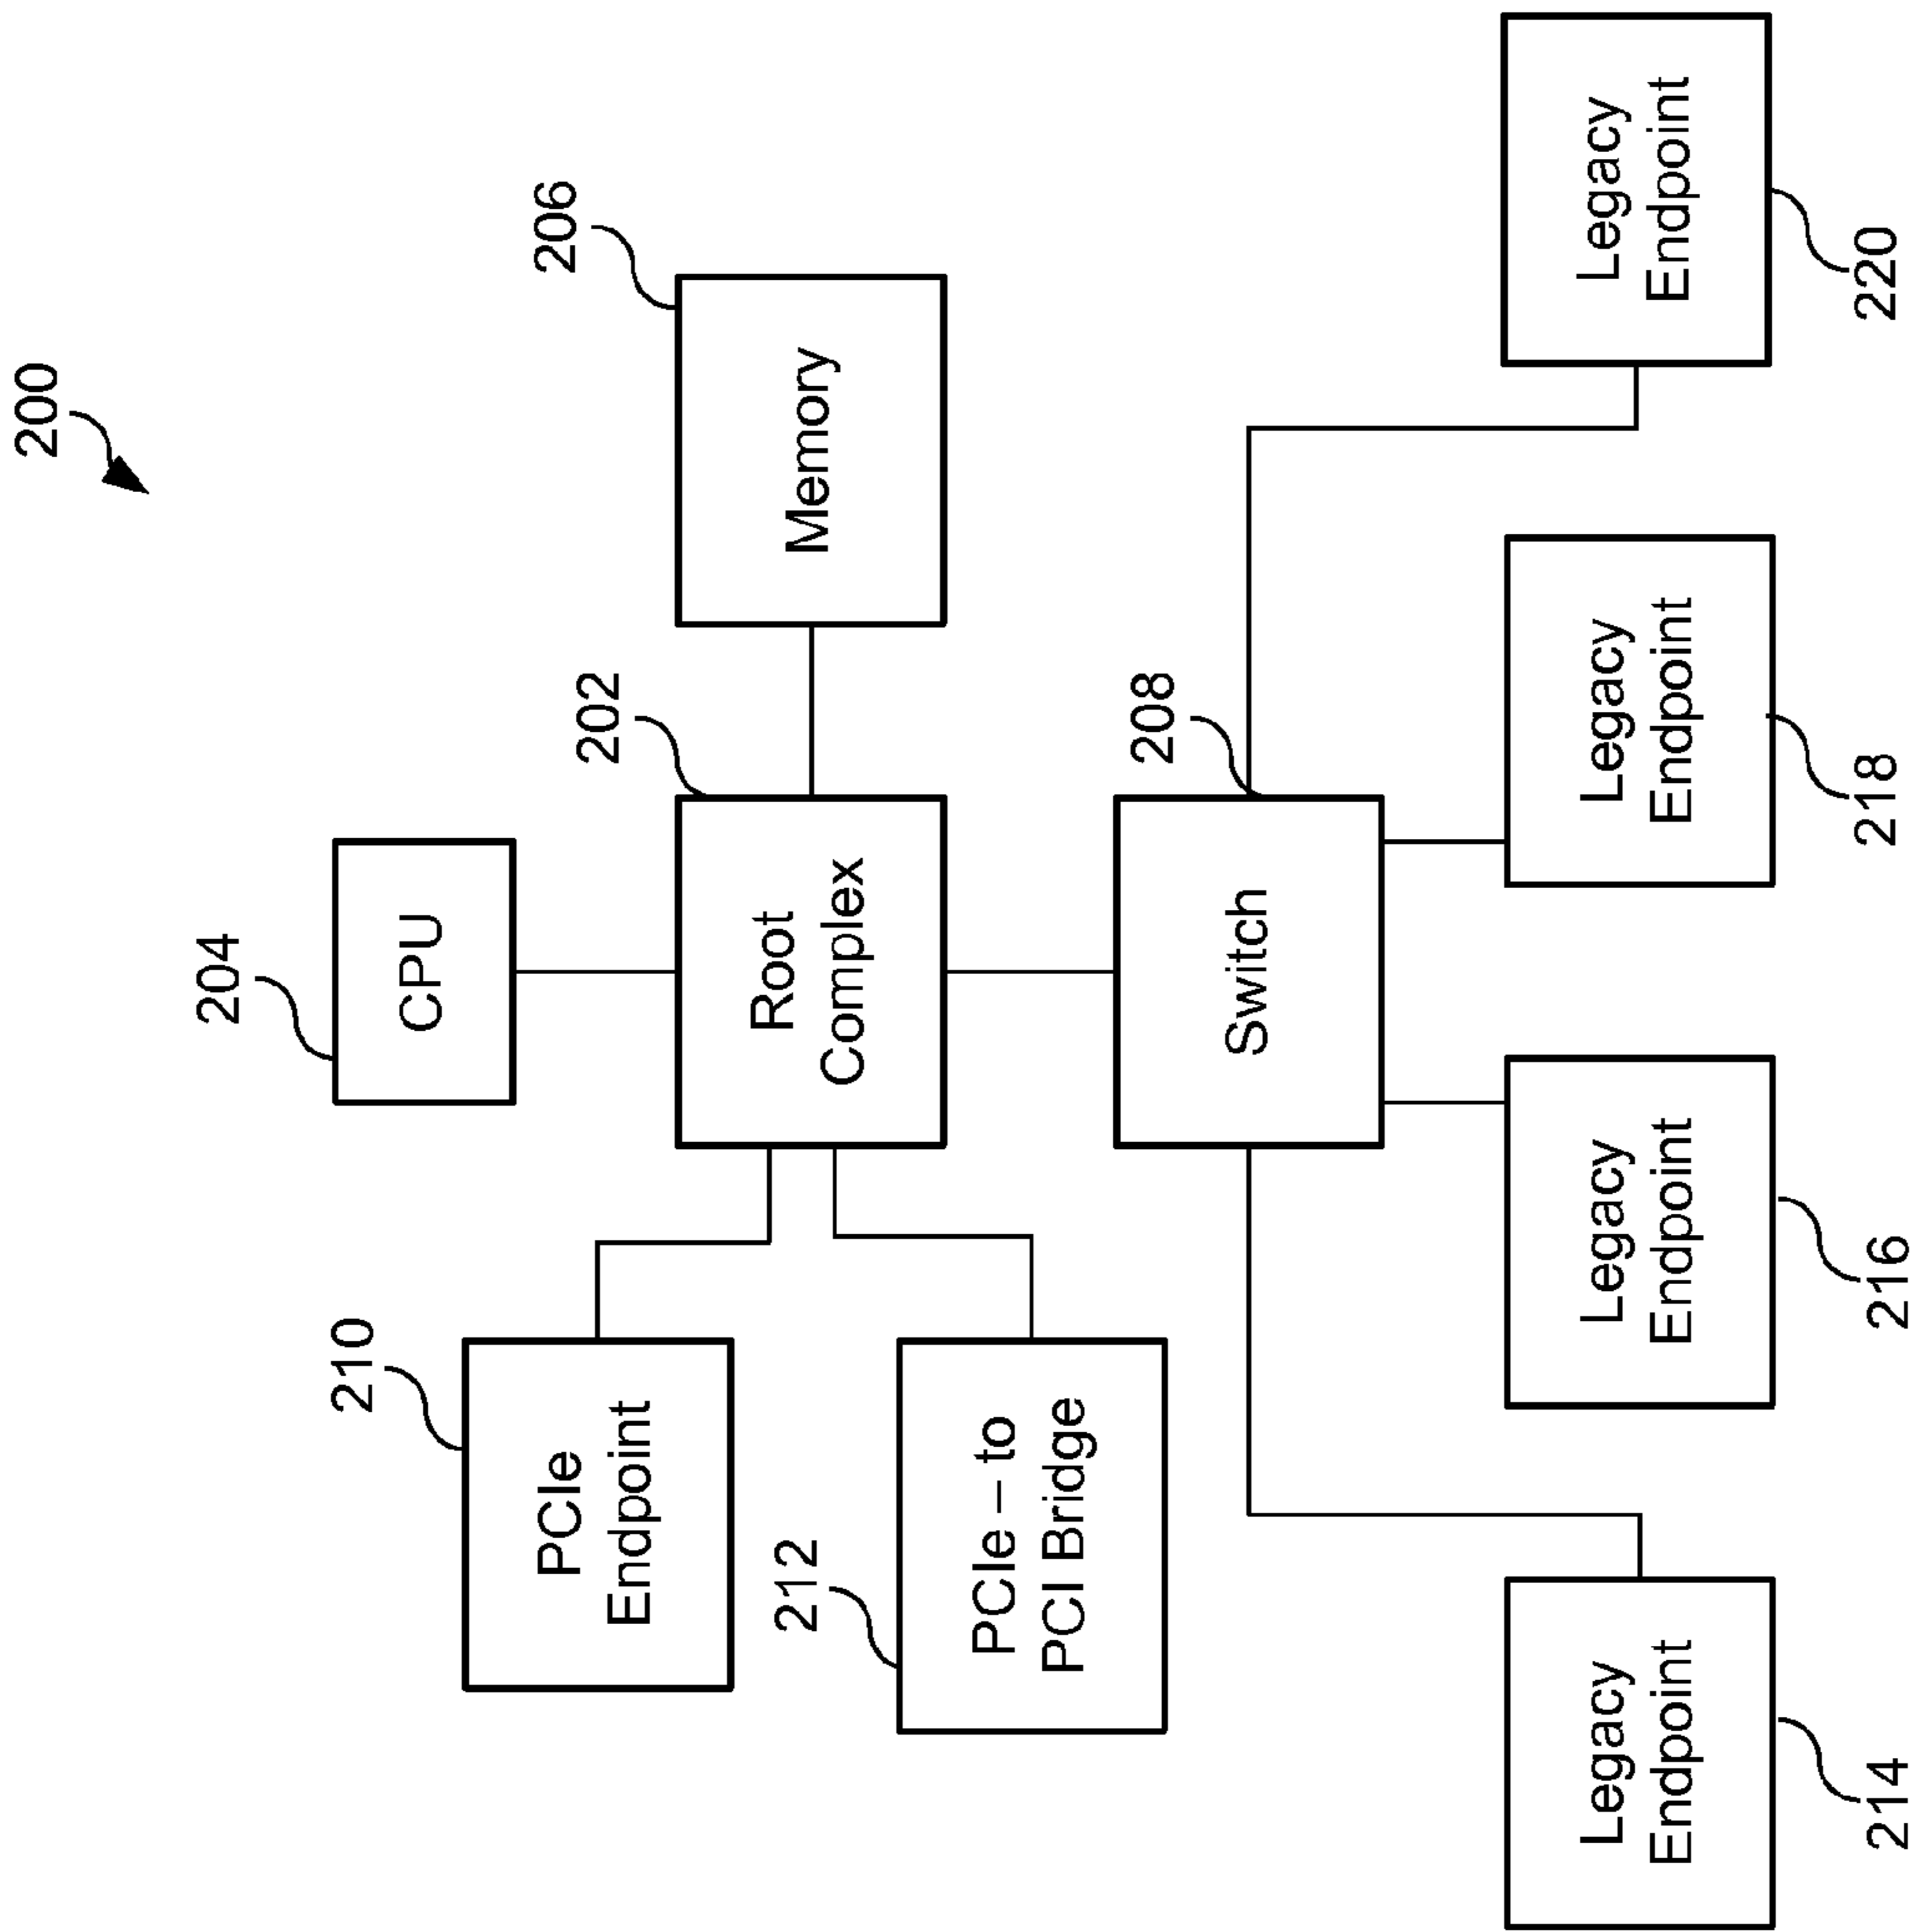 200
204
CPU
210
PCIe
Endpoint
202
Root
Complex
206
Memory
212
PCIe – to
PCI Bridge
208
Switch
Legacy
Endpoint
214
Legacy
Endpoint
216
Legacy
Endpoint
218
Legacy
Endpoint
220